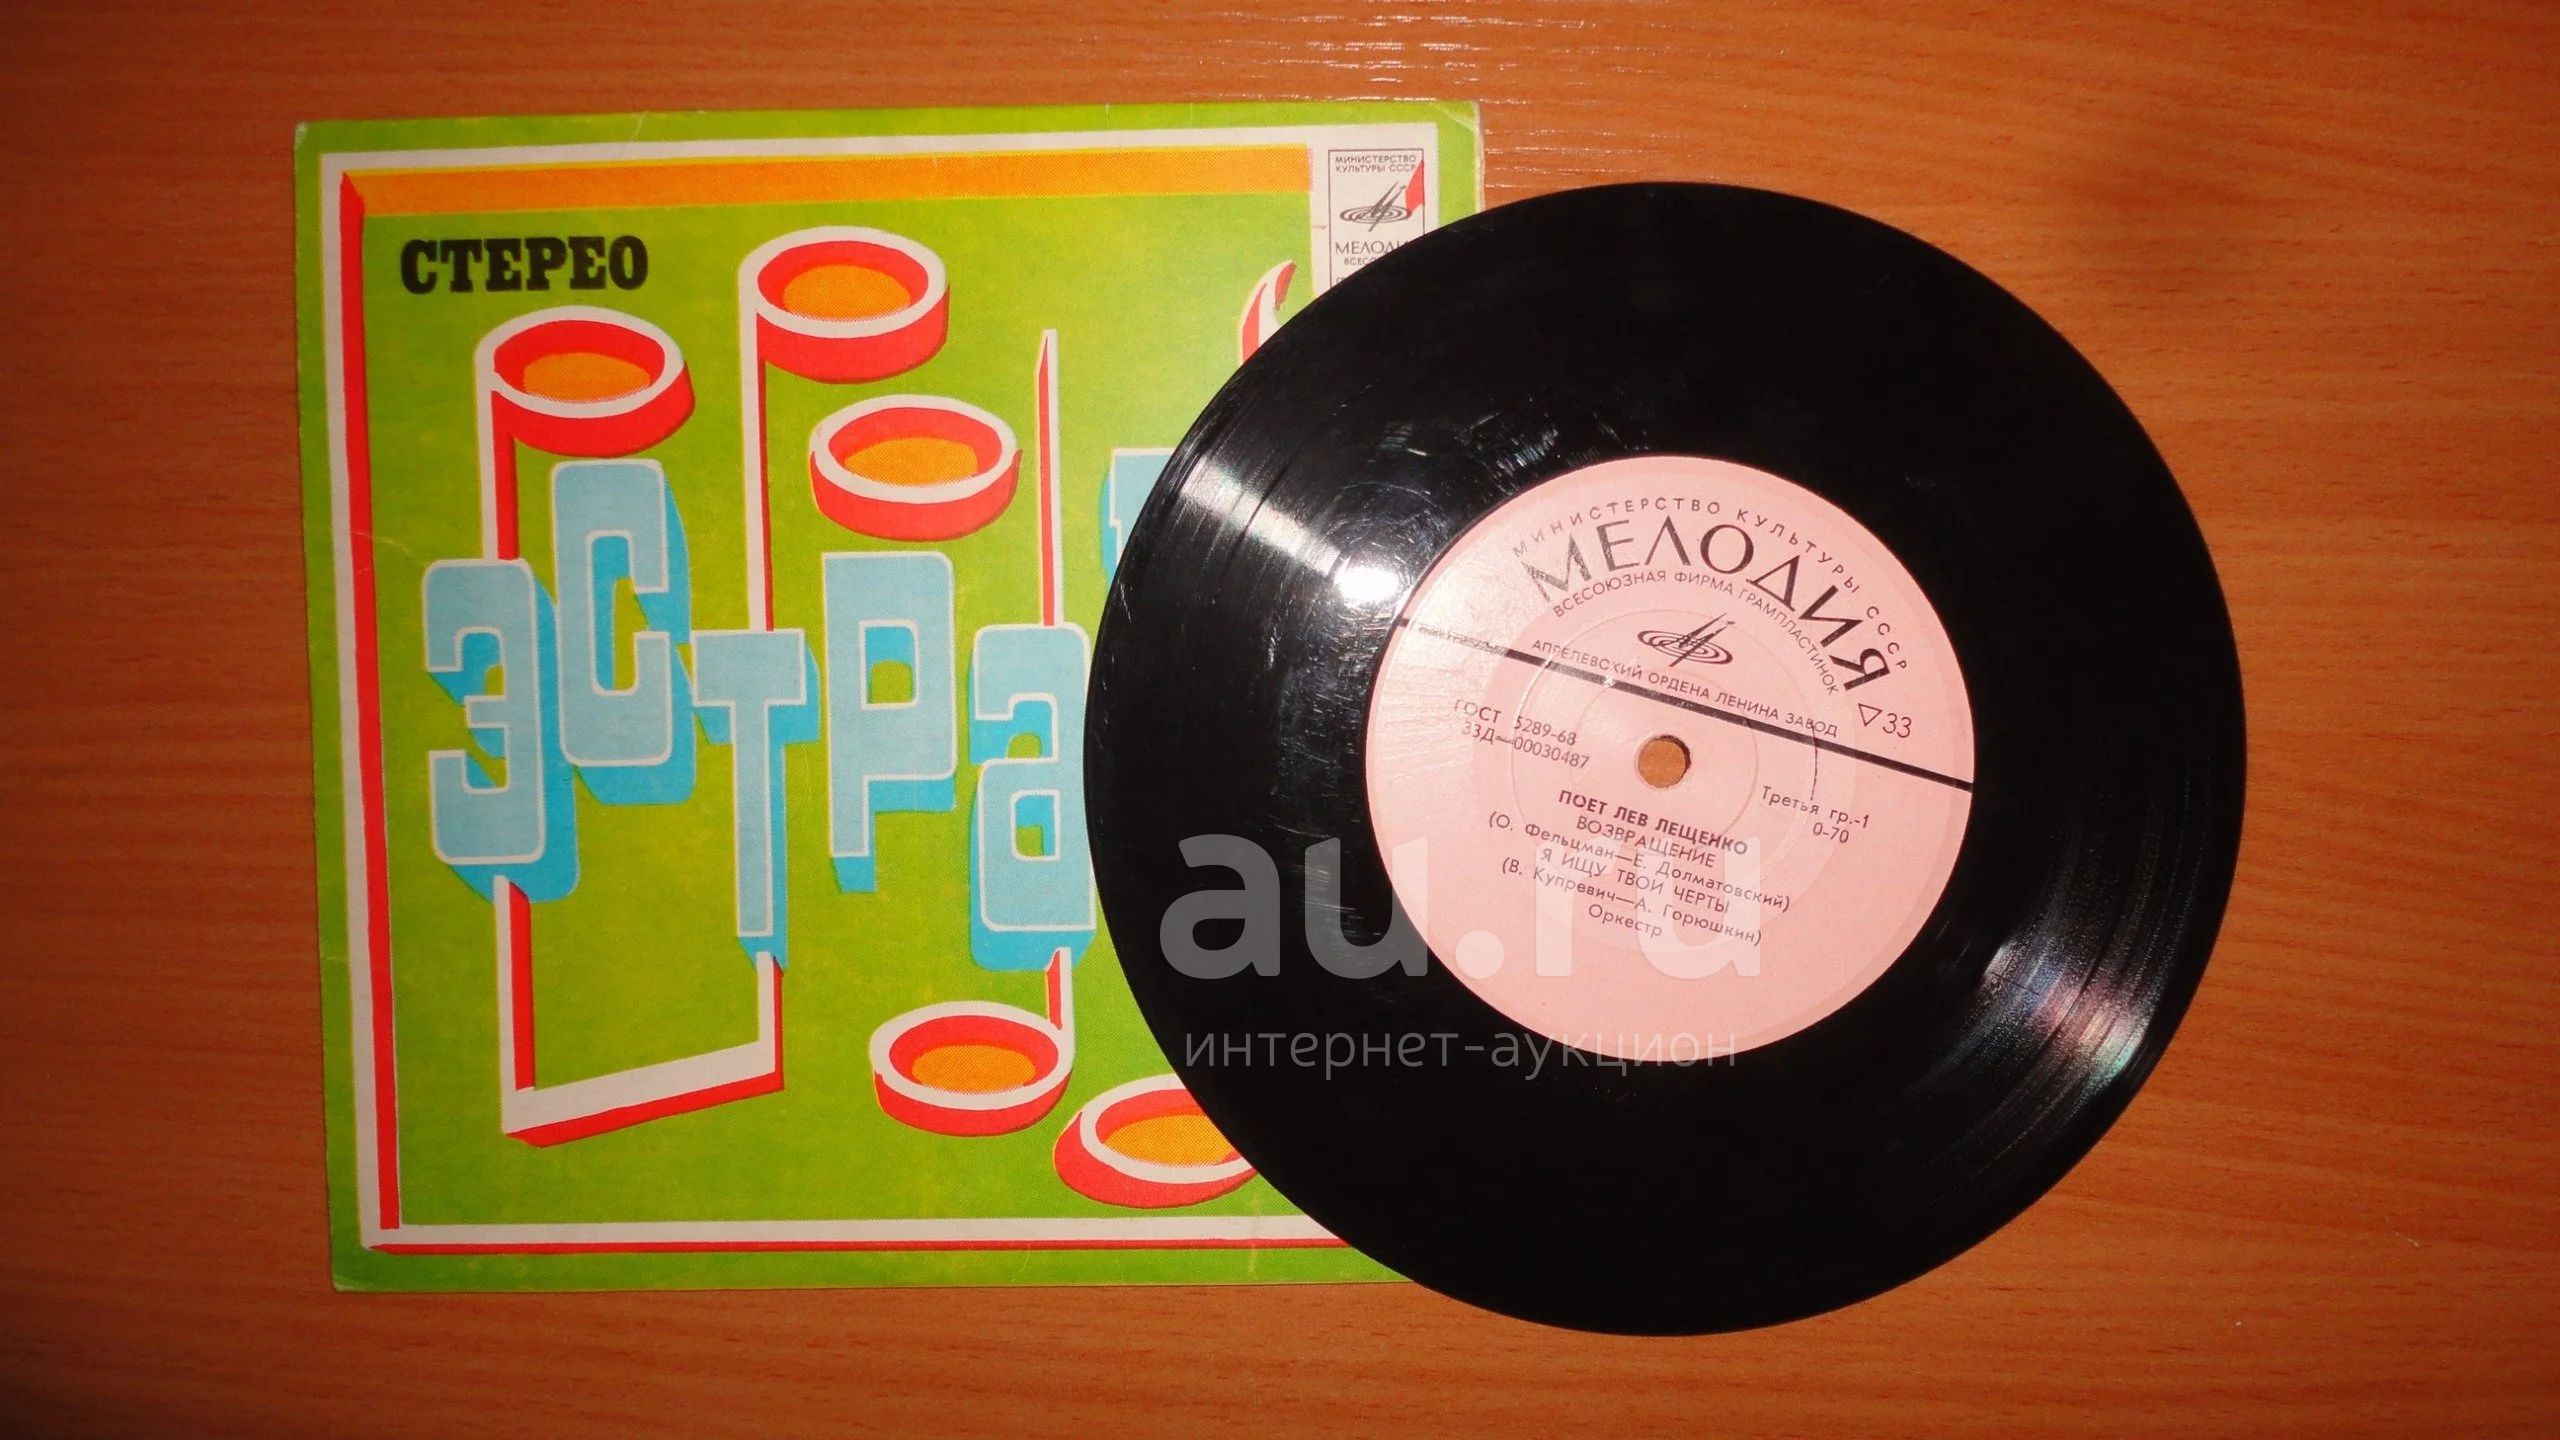 СТЕРЕО
МИНИСТЕРСТВО
КУЛЬТУРЫ СССР
ЭСТРА
МИНИСТЕРСТВО КУЛЬТУРЫ СССР
МЕЛОДИЯ
ВСЕСОЮЗНАЯ ФИРМА ГРАМПЛАСТИНОК
АПРЕЛЕВСКИЙ ОРДЕНА ЛЕНИНА ЗАВОД
▽33
ГОСТ 5289-68
33Д—00030487
Третья гр.-1
0-70
ПОЕТ ЛЕВ ЛЕЩЕНКО
ВОЗВРАЩЕНИЕ
(О. Фельцман—Е. Долматовский)
Я ИЩУ ТВОИ ЧЕРТЫ
(В. Купревич—А. Горюшкин)
Оркестр
au.ru
интернет-аукцион